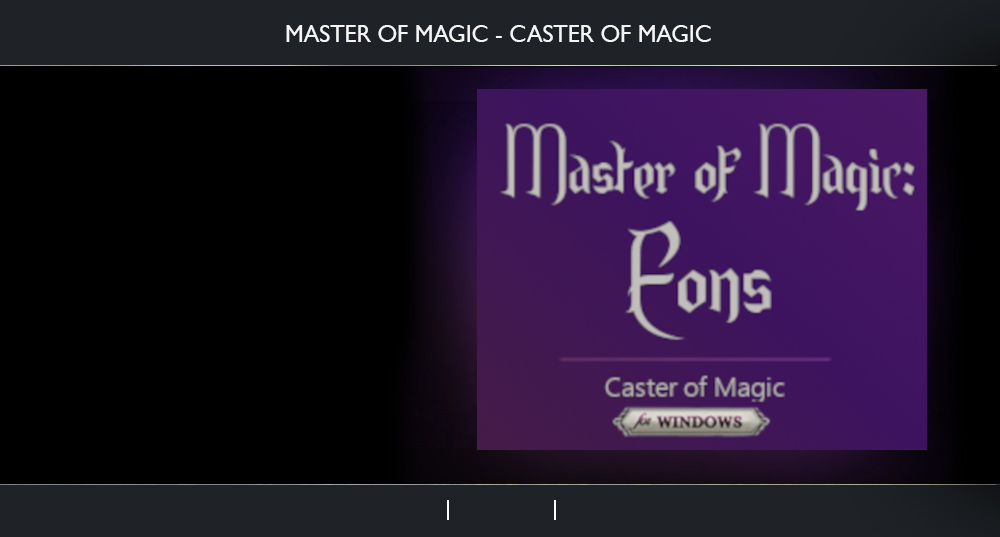 MASTER OF MAGIC - CASTER OF MAGIC
Master of Magic:
Eons
Caster of Magic
for WINDOWS